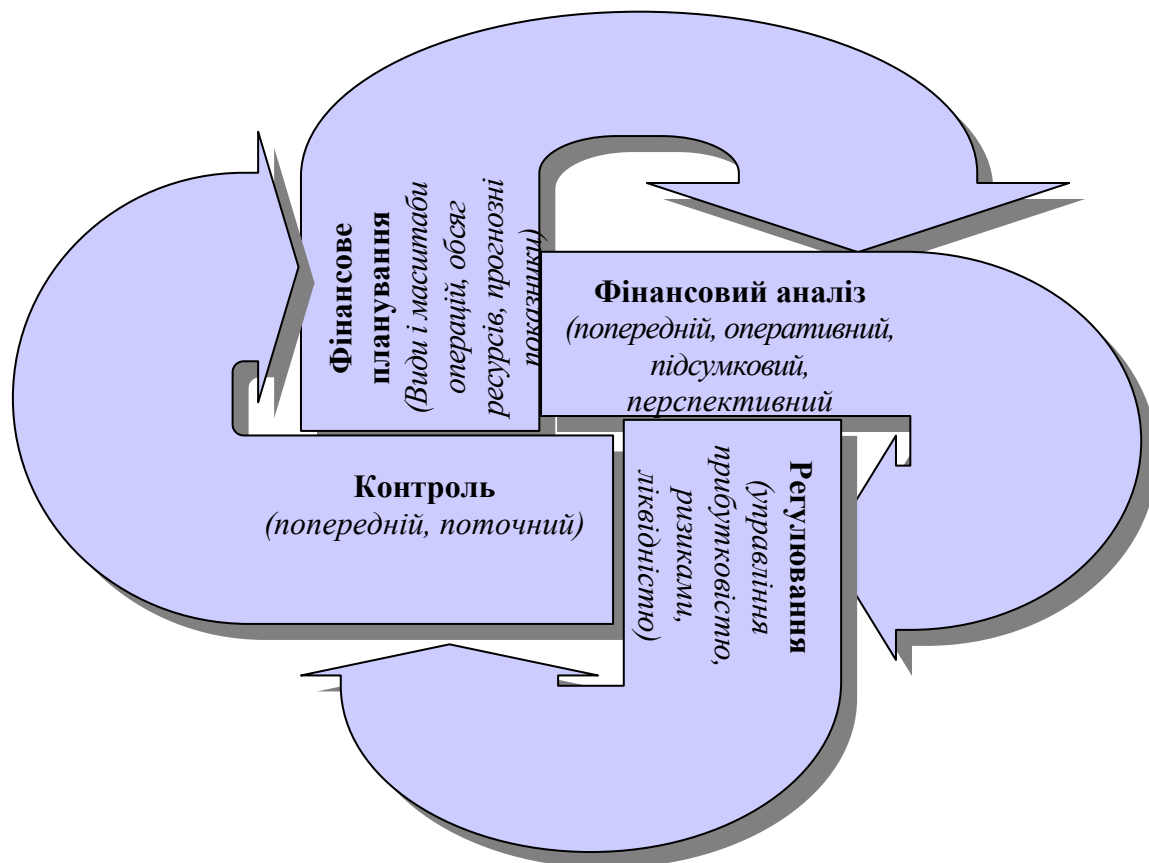 Фінансове
планування
(Види і масштаби
операцій, обсяг
ресурсів, прогнозні
показники)
Фінансовий аналіз
(попередній, оперативний,
підсумковий,
перспективний
Контроль
(попередній, поточний)
Регулювання
(управління
прибутковістю,
ризиками,
ліквідністю)